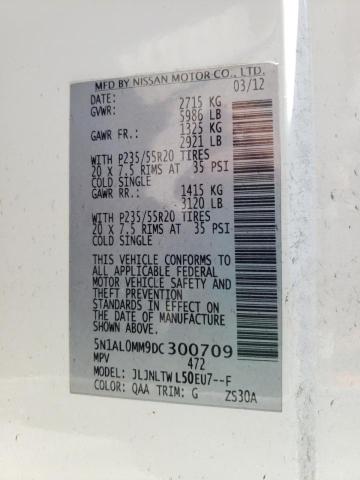 MFD BY NISSAN MOTOR CO., LTD.
03/12
DATE: 2715 KG
GVWR: 5986 LB
1325 KG
GAWR FR.: 2921 LB
WITH P235/55R20 TIRES
20 X 7.5 RIMS AT 35 PSI
COLD SINGLE
GAWR RR.: 1415 KG
3120 LB
WITH P235/55R20 TIRES
20 X 7.5 RIMS AT 35 PSI
COLD SINGLE
THIS VEHICLE CONFORMS TO
ALL APPLICABLE FEDERAL
MOTOR VEHICLE SAFETY AND
THEFT PREVENTION
STANDARDS IN EFFECT ON THE
DATE OF MANUFACTURE SHOWN
ABOVE.
5N1AL0MM9DC300709
MPV 472
MODEL: JLJNLTWL50EU7--F
COLOR: QAA TRIM: G ZS30A